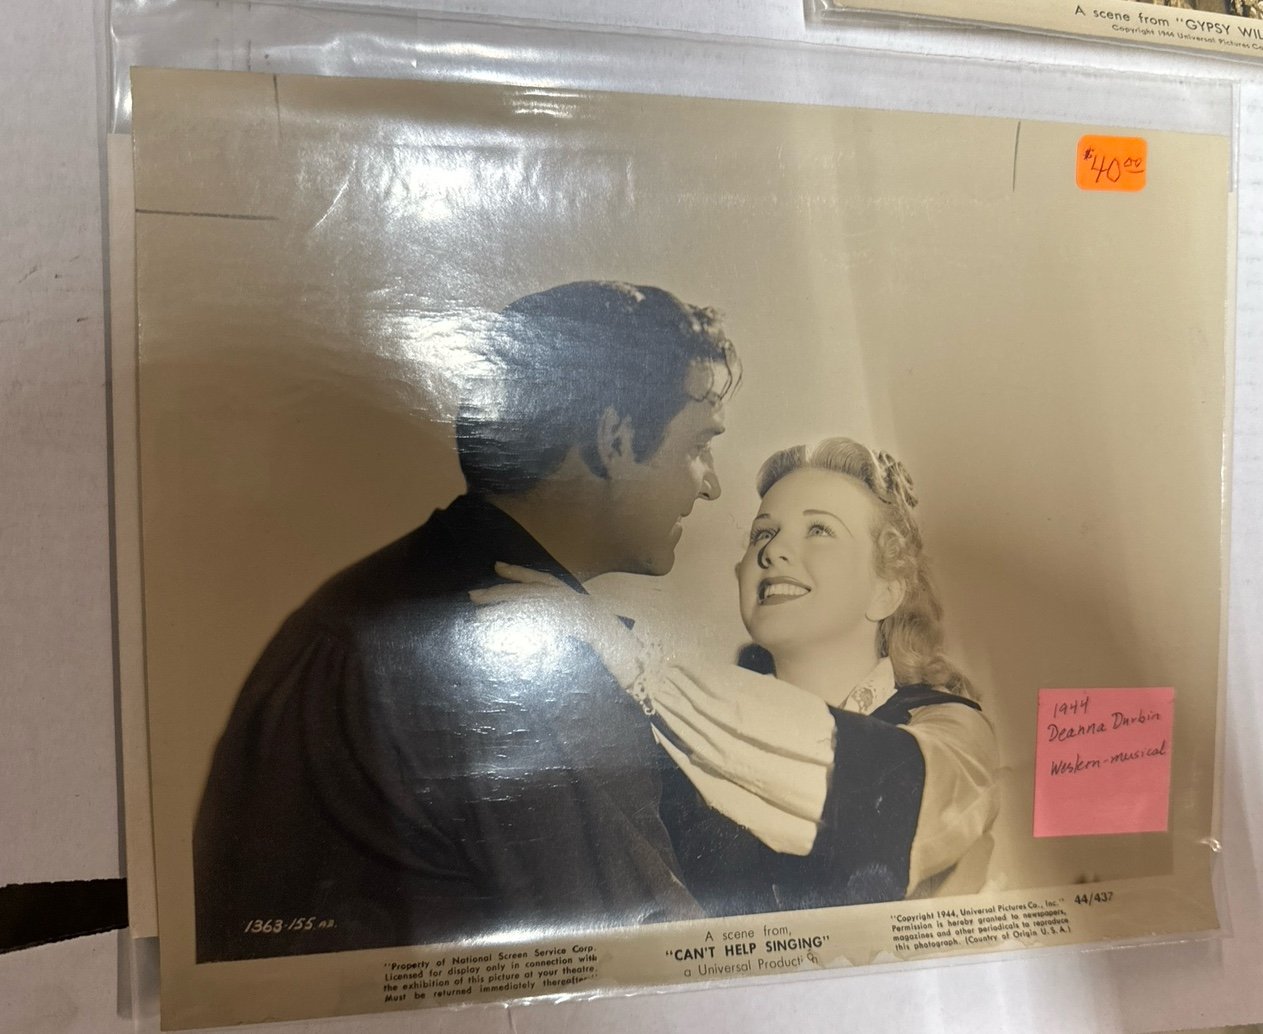 A scene from "GYPSY WIL
Copyright 1944 Universal Pictures Co
$40.00
1944
Deanna Durbin
Western-musical
1363-155
"Property of National Screen Service Corp.
Licensed for display only in connection with
the exhibition of this picture at your theatre.
Must be returned immediately thereafter."
A scene from,
"CAN'T HELP SINGING"
a Universal Production
"Copyright 1944, Universal Pictures Co., Inc." 44/437
Permission is hereby granted to newspapers,
magazines and other periodicals to reproduce
this photograph. (Country of Origin U.S.A.)